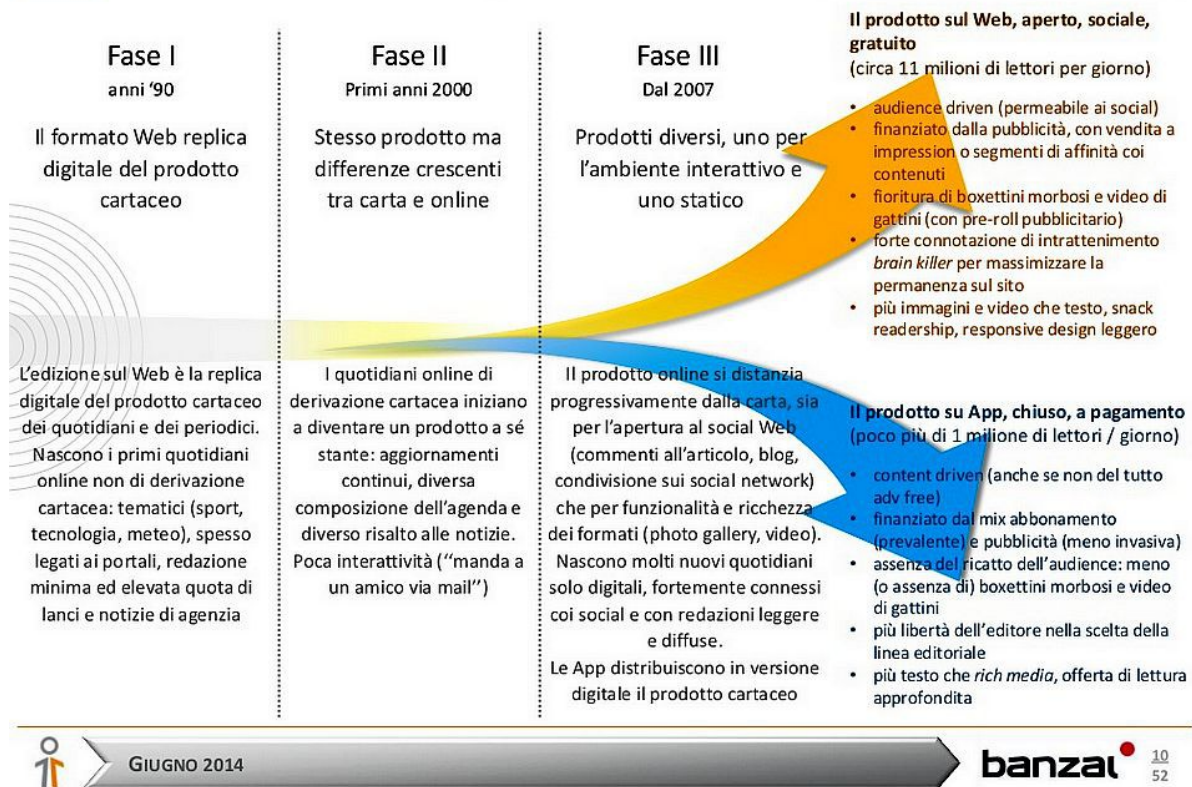 Fase I
anni '90
Il formato Web replica
digitale del prodotto
cartaceo
L'edizione sul Web è la replica
digitale del prodotto cartaceo
dei quotidiani e dei periodici.
Nascono i primi quotidiani
online non di derivazione
cartacea: tematici (sport,
tecnologia, meteo), spesso
legati ai portali, redazione
minima ed elevata quota di
lanci e notizie di agenzia
Fase II
Primi anni 2000
Stesso prodotto ma
differenze crescenti
tra carta e online
I quotidiani online di
derivazione cartacea iniziano
a diventare un prodotto a sé
stante: aggiornamenti
continui, diversa
composizione dell'agenda e
diverso risalto alle notizie.
Poca interattività ("manda a
un amico via mail")
Fase III
Dal 2007
Prodotti diversi, uno per
l'ambiente interattivo e
uno statico
Il prodotto online si distanzia
progressivamente dalla carta, sia
per l'apertura al social Web
(commenti all'articolo, blog,
condivisione sui social network)
che per funzionalità e ricchezza
dei formati (photo gallery, video).
Nascono molti nuovi quotidiani
solo digitali, fortemente connessi
coi social e con redazioni leggere
e diffuse.
Le App distribuiscono in versione
digitale il prodotto cartaceo
Il prodotto sul Web, aperto, sociale,
gratuito
(circa 11 milioni di lettori per giorno)
• audience driven (permeabile ai social)
• finanziato dalla pubblicità, con vendita a
impression o segmenti di affinità coi
contenuti
• fioritura di boxettini morbosi e video di
gattini (con pre-roll pubblicitario)
• forte connotazione di intrattenimento
brain killer per massimizzare la
permanenza sul sito
• più immagini e video che testo, snack
readership, responsive design leggero
Il prodotto su App, chiuso, a pagamento
(poco più di 1 milione di lettori / giorno)
• content driven (anche se non del tutto
adv free)
• finanziato dal mix abbonamento
(prevalente) e pubblicità (meno invasiva)
• assenza del ricatto dell'audience: meno
(o assenza di) boxettini morbosi e video
di gattini
• più libertà dell'editore nella scelta della
linea editoriale
• più testo che rich media, offerta di lettura
approfondita
GIUGNO 2014
banzai
10
52